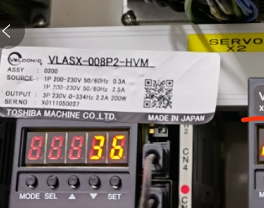 VELCONIC VLASX-008P2-HVM
ASSY : 0200
SOURCE : 1P 200-230V 50/60Hz 0.3A
1P 200-230V 50/60Hz 2.5A
OUTPUT : 3P 230V 0-334Hz 2.2A 200W
SER NO : X0111050037
TOSHIBA MACHINE CO.,LTD. MADE IN JAPAN
SERVO
X2
36
MODE SEL ▲ ▼ SET
CN4